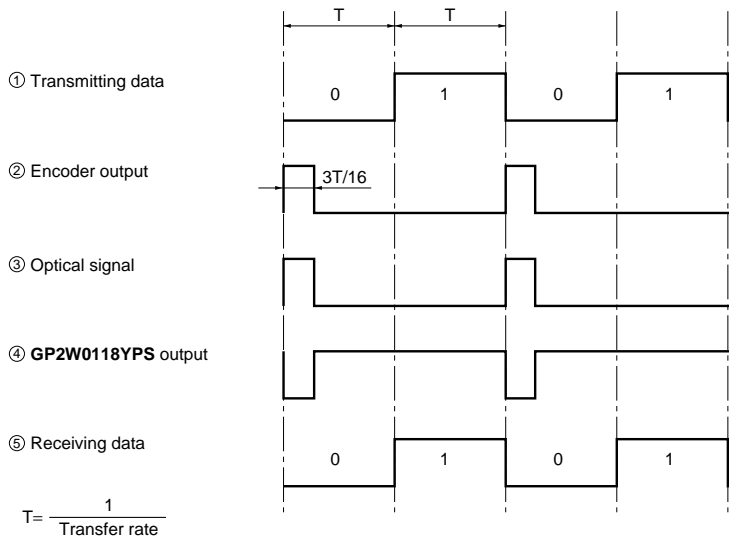 T T
① Transmitting data
0 1 0 1
② Encoder output
3T/16
③ Optical signal
④ GP2W0118YPS output
⑤ Receiving data
0 1 0 1
T= 1
Transfer rate